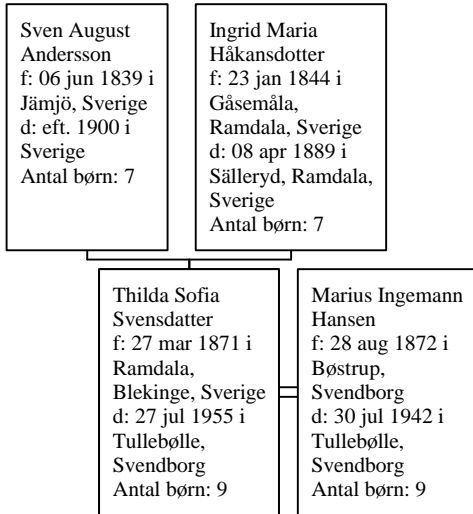 Sven August
Andersson
f: 06 jun 1839 i
Jämjö, Sverige
d: eft. 1900 i
Sverige
Antal børn: 7
Ingrid Maria
Håkansdotter
f: 23 jan 1844 i
Gåsemåla,
Ramdala, Sverige
d: 08 apr 1889 i
Sälleryd, Ramdala,
Sverige
Antal børn: 7
Thilda Sofia
Svensdatter
f: 27 mar 1871 i
Ramdala,
Blekinge, Sverige
d: 27 jul 1955 i
Tullebølle,
Svendborg
Antal børn: 9
Marius Ingemann
Hansen
f: 28 aug 1872 i
Bøstrup,
Svendborg
d: 30 jul 1942 i
Tullebølle,
Svendborg
Antal børn: 9